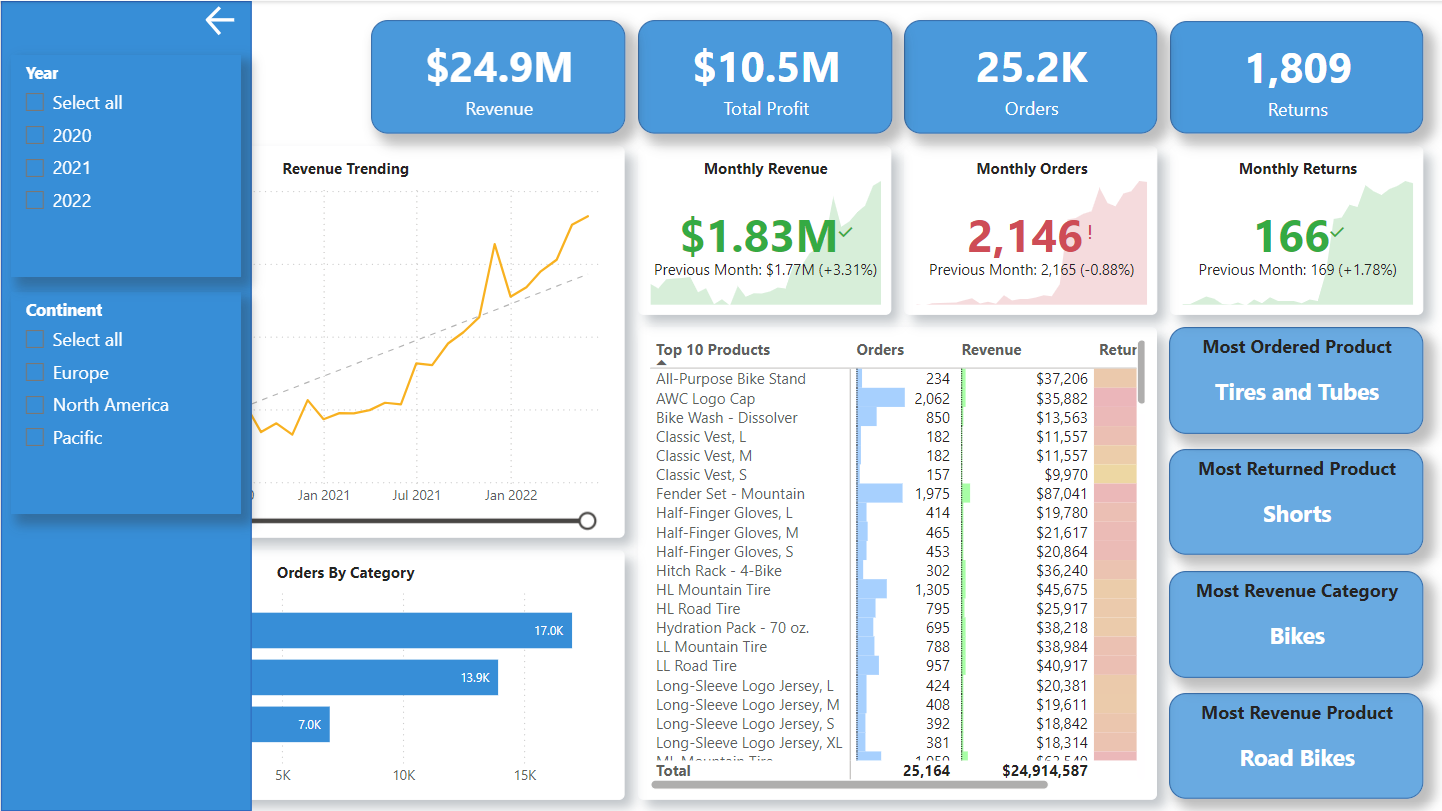 Year
Select all
2020
2021
2022
Continent
Select all
Europe
North America
Pacific
$24.9M
Revenue
$10.5M
Total Profit
25.2K
Orders
1,809
Returns
Revenue Trending
Jan 2021
Jul 2021
Jan 2022
Monthly Revenue
$1.83M
Previous Month: $1.77M (+3.31%)
Monthly Orders
2,146 !
Previous Month: 2,165 (-0.88%)
Monthly Returns
166
Previous Month: 169 (+1.78%)
Orders By Category
17.0K
13.9K
7.0K
5K 10K 15K
Top 10 Products Orders Revenue Retur
All-Purpose Bike Stand 234 $37,206
AWC Logo Cap 2,062 $35,882
Bike Wash - Dissolver 850 $13,563
Classic Vest, L 182 $11,557
Classic Vest, M 182 $11,557
Classic Vest, S 157 $9,970
Fender Set - Mountain 1,975 $87,041
Half-Finger Gloves, L 414 $19,780
Half-Finger Gloves, M 465 $21,617
Half-Finger Gloves, S 453 $20,864
Hitch Rack - 4-Bike 302 $36,240
HL Mountain Tire 1,305 $45,675
HL Road Tire 795 $25,917
Hydration Pack - 70 oz. 695 $38,218
LL Mountain Tire 788 $38,984
LL Road Tire 957 $40,917
Long-Sleeve Logo Jersey, L 424 $20,381
Long-Sleeve Logo Jersey, M 408 $19,611
Long-Sleeve Logo Jersey, S 392 $18,842
Long-Sleeve Logo Jersey, XL 381 $18,314
ML Mountain Tire
Total 25,164 $24,914,587
Most Ordered Product
Tires and Tubes
Most Returned Product
Shorts
Most Revenue Category
Bikes
Most Revenue Product
Road Bikes